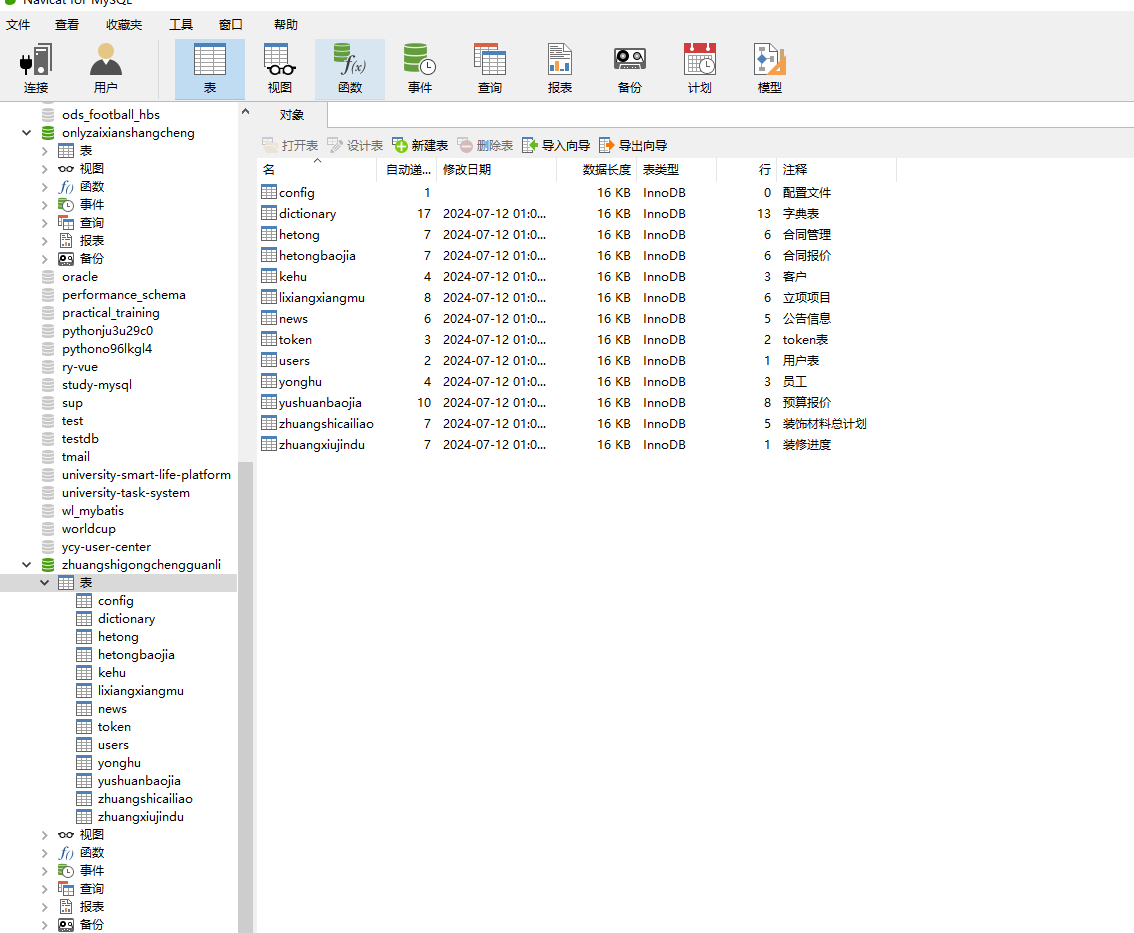 Navicat for MySQL
文件 查看 收藏夹 工具 窗口 帮助
连接 用户 表 视图 函数 事件 查询 报表 备份 计划 模型
ods_football_hbs
onlyzaixianshangcheng
表
视图
函数
事件
查询
报表
备份
oracle
performance_schema
practical_training
pythonju3u29c0
pythono96lkgl4
ry-vue
study-mysql
sup
test
testdb
tmail
university-smart-life-platform
university-task-system
wl_mybatis
worldcup
ycy-user-center
zhuangshigongchengguanli
表
config
dictionary
hetong
hetongbaojia
kehu
lixiangxiangmu
news
token
users
yonghu
yushuanbaojia
zhuangshicailiao
zhuangxiujindu
视图
函数
事件
查询
报表
备份
对象
打开表 设计表 新建表 删除表 导入向导 导出向导
名 自动递... 修改日期 数据长度 表类型 行 注释
config 1 16 KB InnoDB 0 配置文件
dictionary 17 2024-07-12 01:0... 16 KB InnoDB 13 字典表
hetong 7 2024-07-12 01:0... 16 KB InnoDB 6 合同管理
hetongbaojia 7 2024-07-12 01:0... 16 KB InnoDB 6 合同报价
kehu 4 2024-07-12 01:0... 16 KB InnoDB 3 客户
lixiangxiangmu 8 2024-07-12 01:0... 16 KB InnoDB 6 立项项目
news 6 2024-07-12 01:0... 16 KB InnoDB 5 公告信息
token 3 2024-07-12 01:0... 16 KB InnoDB 2 token表
users 2 2024-07-12 01:0... 16 KB InnoDB 1 用户表
yonghu 4 2024-07-12 01:0... 16 KB InnoDB 3 员工
yushuanbaojia 10 2024-07-12 01:0... 16 KB InnoDB 8 预算报价
zhuangshicailiao 7 2024-07-12 01:0... 16 KB InnoDB 5 装饰材料总计划
zhuangxiujindu 7 2024-07-12 01:0... 16 KB InnoDB 1 装修进度